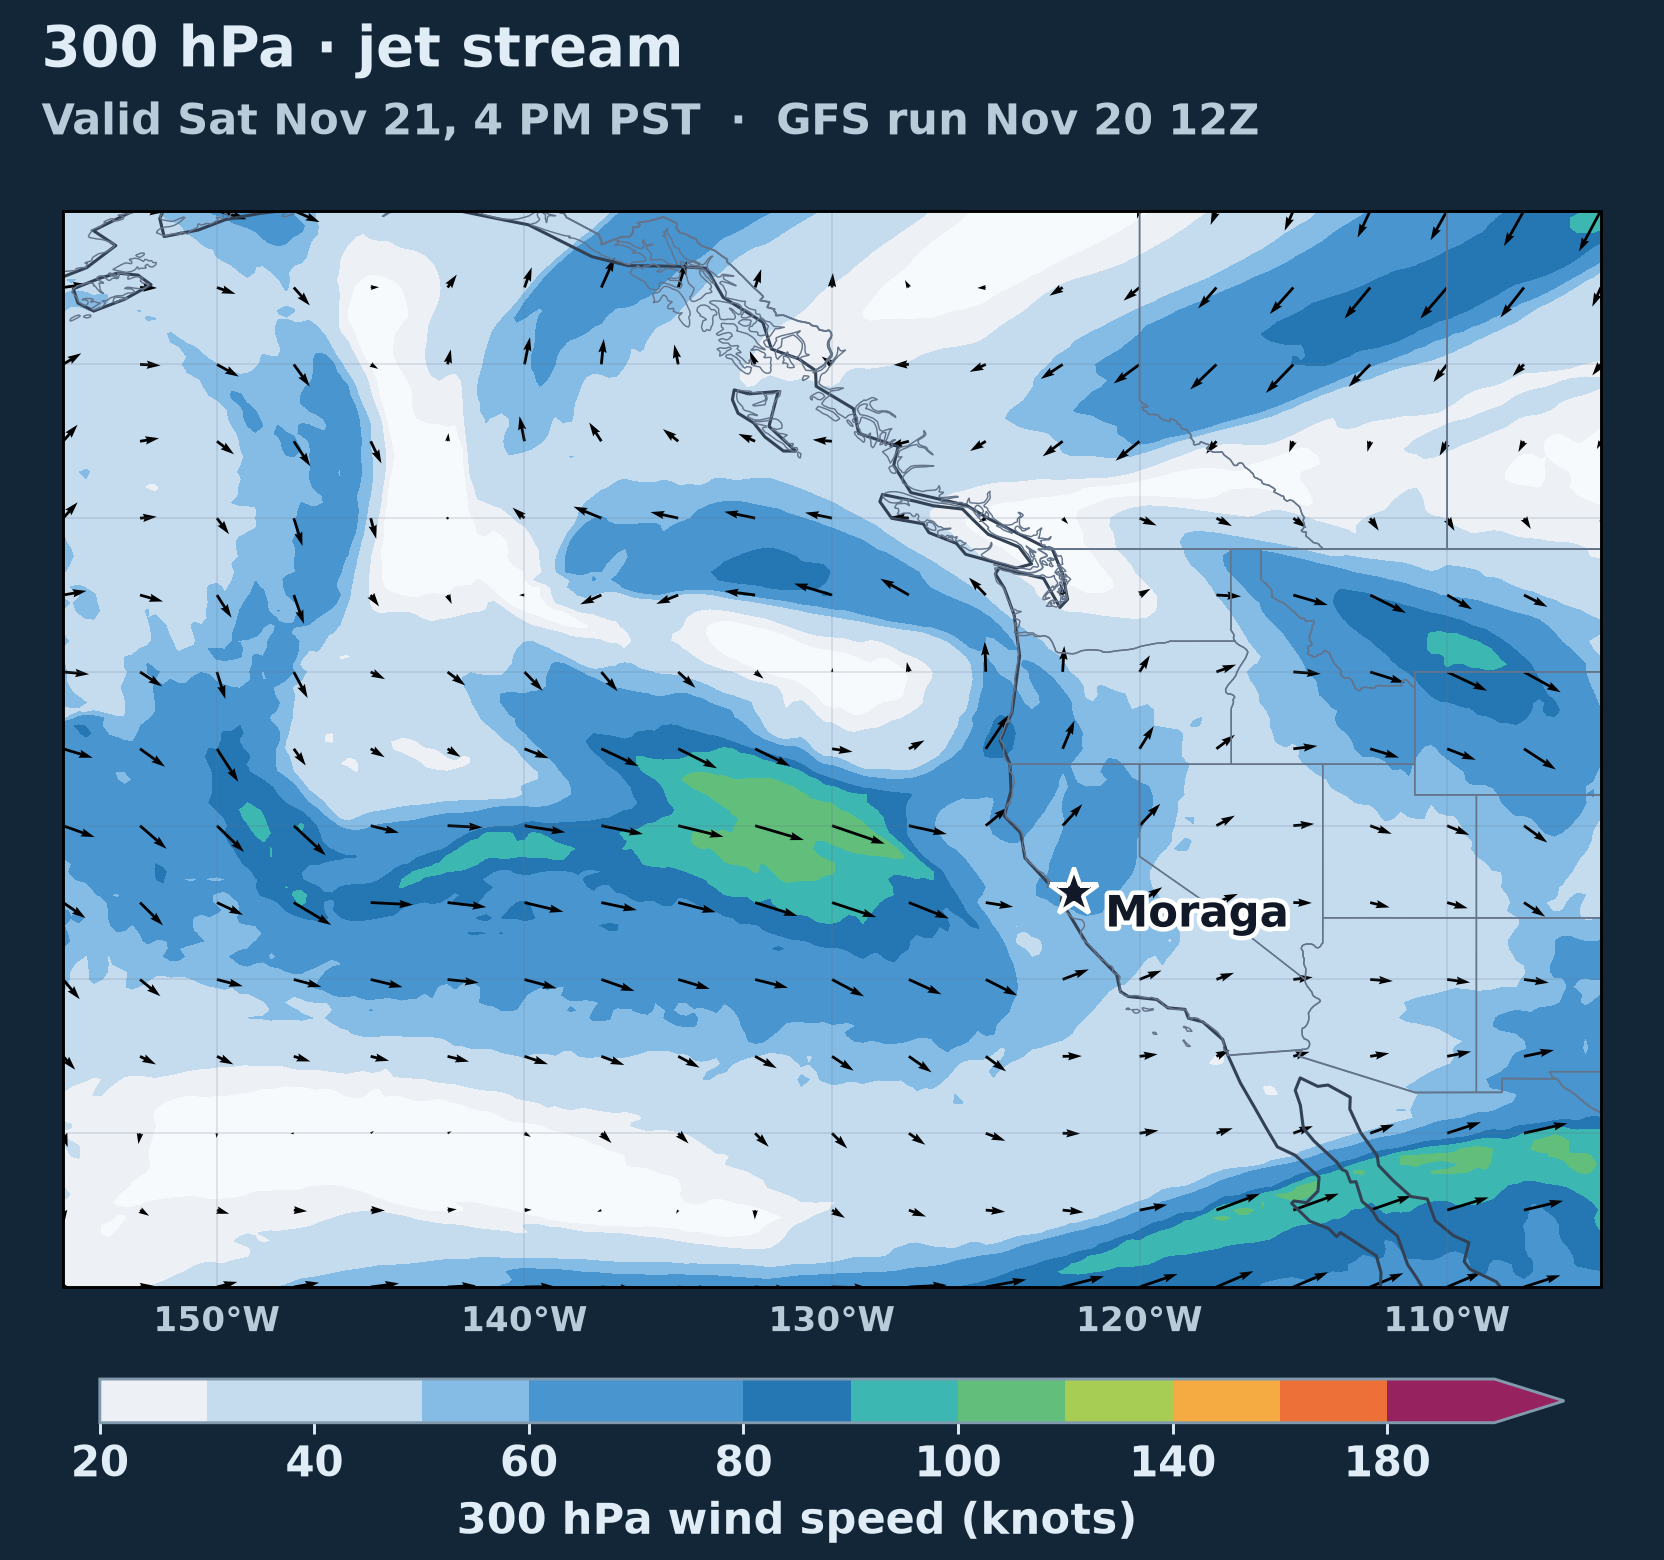 300 hPa · jet stream
Valid Sat Nov 21, 4 PM PST · GFS run Nov 20 12Z
Moraga
150°W 140°W 130°W 120°W 110°W
20 40 60 80 100 140 180
300 hPa wind speed (knots)